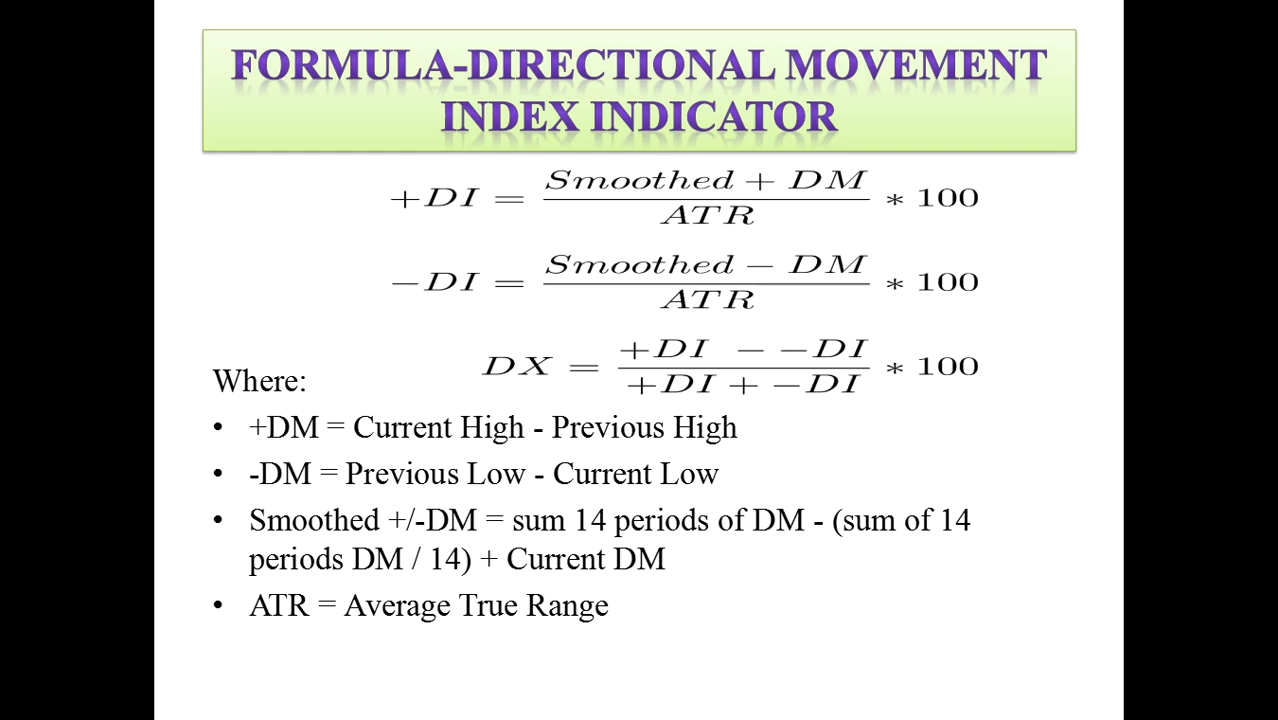 FORMULA-DIRECTIONAL MOVEMENT
INDEX INDICATOR
+DI = Smoothed + DM / ATR * 100
−DI = Smoothed − DM / ATR * 100
DX = +DI − −DI / +DI + −DI * 100
Where:
• +DM = Current High - Previous High
• -DM = Previous Low - Current Low
• Smoothed +/-DM = sum 14 periods of DM - (sum of 14
periods DM / 14) + Current DM
• ATR = Average True Range